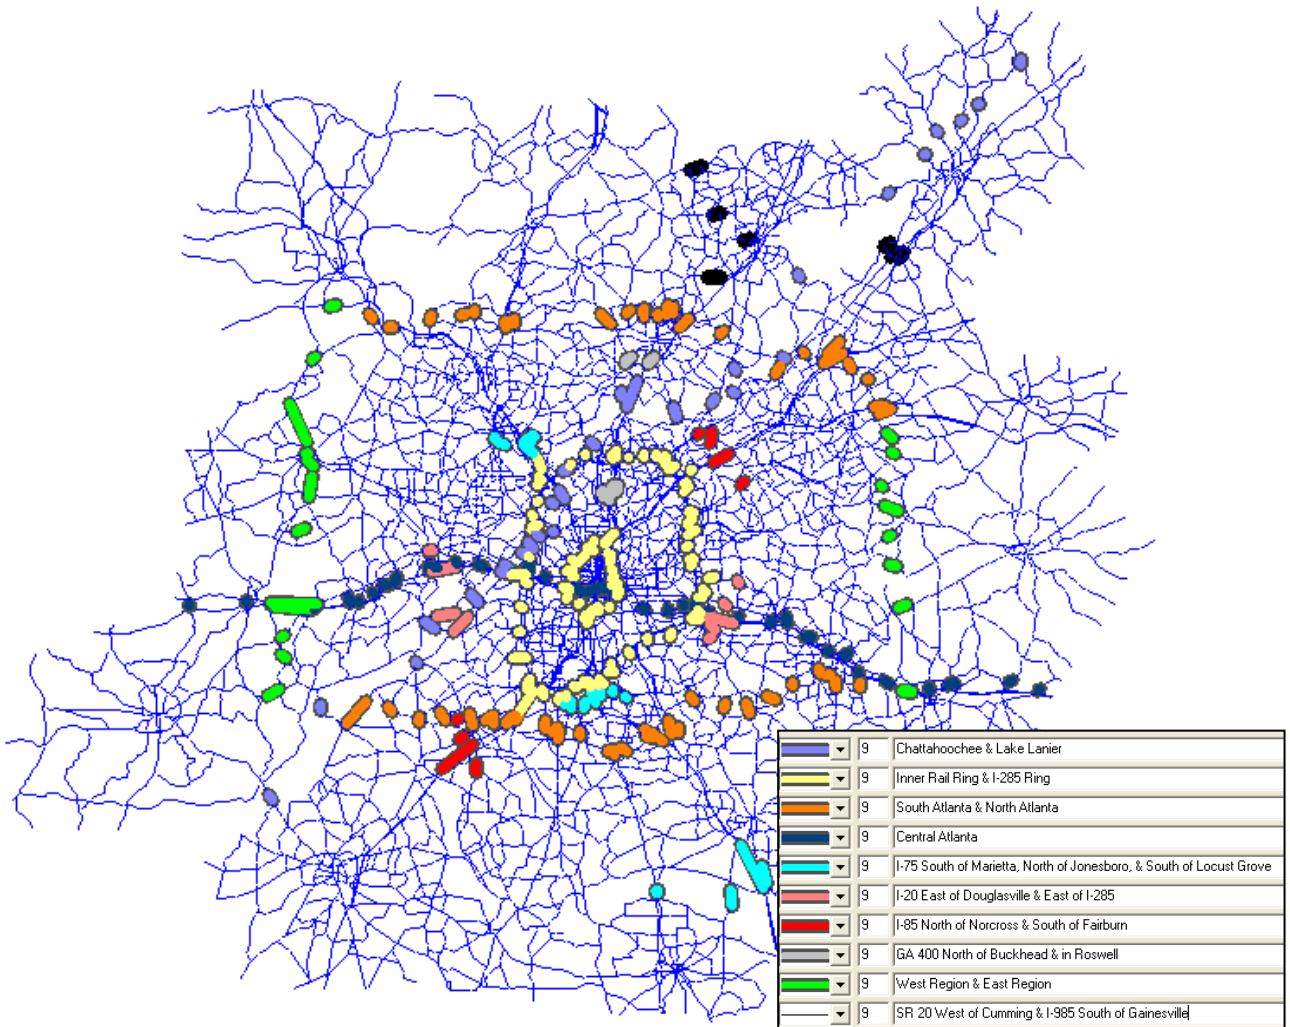 9 Chattahoochee & Lake Lanier
9 Inner Rail Ring & I-285 Ring
9 South Atlanta & North Atlanta
9 Central Atlanta
9 I-75 South of Marietta, North of Jonesboro, & South of Locust Grove
9 I-20 East of Douglasville & East of I-285
9 I-85 North of Norcross & South of Fairburn
9 GA 400 North of Buckhead & in Roswell
9 West Region & East Region
9 SR 20 West of Cumming & I-985 South of Gainesville